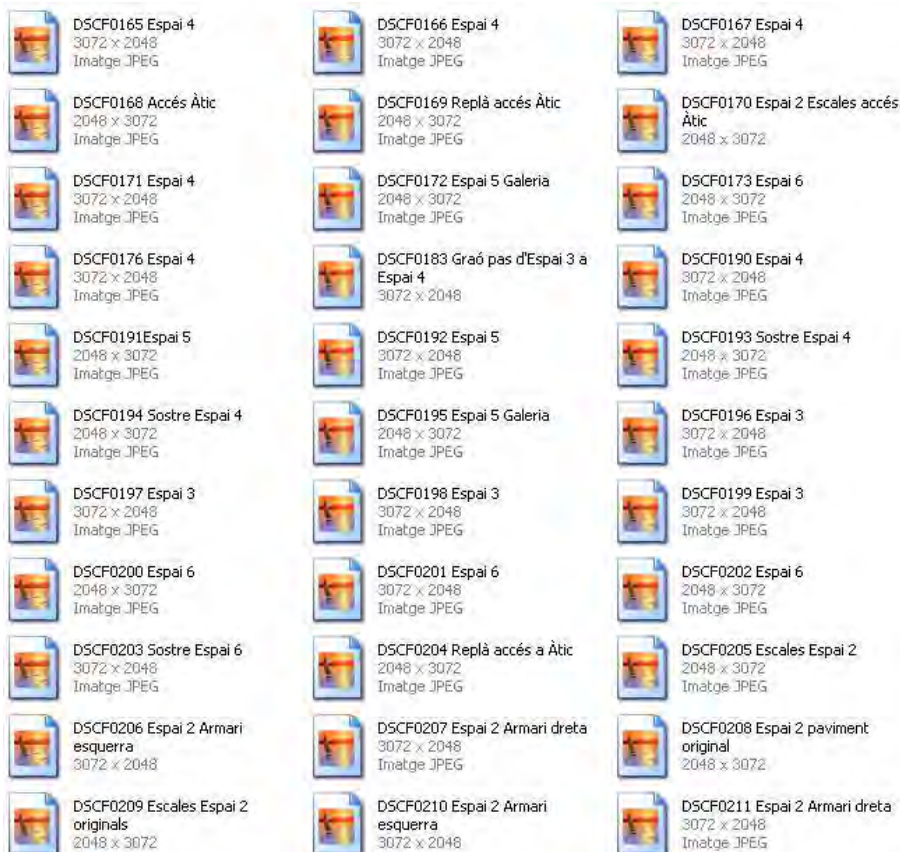 DSCF0165 Espai 4
3072 x 2048
Imatge JPEG
DSCF0166 Espai 4
3072 x 2048
Imatge JPEG
DSCF0167 Espai 4
3072 x 2048
Imatge JPEG
DSCF0168 Accés Àtic
2048 x 3072
Imatge JPEG
DSCF0169 Replà accés Àtic
2048 x 3072
Imatge JPEG
DSCF0170 Espai 2 Escales accés
Àtic
2048 x 3072
DSCF0171 Espai 4
3072 x 2048
Imatge JPEG
DSCF0172 Espai 5 Galeria
2048 x 3072
Imatge JPEG
DSCF0173 Espai 6
2048 x 3072
Imatge JPEG
DSCF0176 Espai 4
3072 x 2048
Imatge JPEG
DSCF0183 Graó pas d'Espai 3 a
Espai 4
3072 x 2048
DSCF0190 Espai 4
3072 x 2048
Imatge JPEG
DSCF0191Espai 5
2048 x 3072
Imatge JPEG
DSCF0192 Espai 5
3072 x 2048
Imatge JPEG
DSCF0193 Sostre Espai 4
2048 x 3072
Imatge JPEG
DSCF0194 Sostre Espai 4
2048 x 3072
Imatge JPEG
DSCF0195 Espai 5 Galeria
2048 x 3072
Imatge JPEG
DSCF0196 Espai 3
3072 x 2048
Imatge JPEG
DSCF0197 Espai 3
3072 x 2048
Imatge JPEG
DSCF0198 Espai 3
3072 x 2048
Imatge JPEG
DSCF0199 Espai 3
3072 x 2048
Imatge JPEG
DSCF0200 Espai 6
2048 x 3072
Imatge JPEG
DSCF0201 Espai 6
3072 x 2048
Imatge JPEG
DSCF0202 Espai 6
2048 x 3072
Imatge JPEG
DSCF0203 Sostre Espai 6
3072 x 2048
Imatge JPEG
DSCF0204 Replà accés a Àtic
2048 x 3072
Imatge JPEG
DSCF0205 Escales Espai 2
2048 x 3072
Imatge JPEG
DSCF0206 Espai 2 Armari
esquerra
3072 x 2048
DSCF0207 Espai 2 Armari dreta
3072 x 2048
Imatge JPEG
DSCF0208 Espai 2 paviment
original
2048 x 3072
DSCF0209 Escales Espai 2
originals
2048 x 3072
DSCF0210 Espai 2 Armari
esquerra
3072 x 2048
DSCF0211 Espai 2 Armari dreta
3072 x 2048
Imatge JPEG